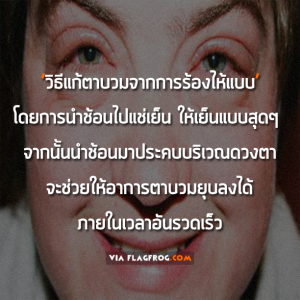 'วิธีแก้ตาบวมจากการร้องไห้แบบ'
โดยการนำช้อนไปแช่เย็น ให้เย็นแบบสุดๆ
จากนั้นนำช้อนมาประคบบริเวณดวงตา
จะช่วยให้อาการตาบวมยุบลงได้
ภายในเวลาอันรวดเร็ว
VIA FLAGFROG.COM